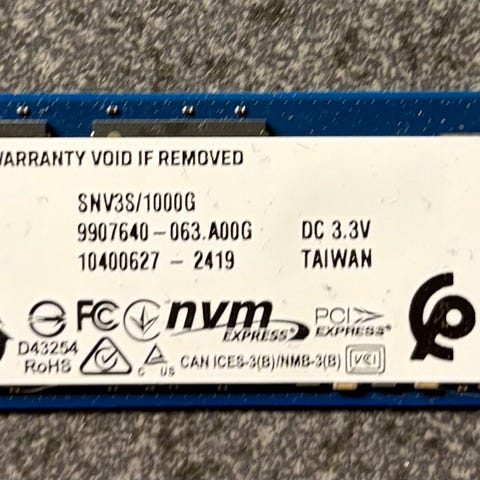 WARRANTY VOID IF REMOVED
SNV3S/1000G
9907640-063.A00G DC 3.3V
10400627 - 2419 TAIWAN
FC nvm EXPRESS PCI EXPRESS
D43254
RoHS
C US CAN ICES-3(B)/NMB-3(B) VCI